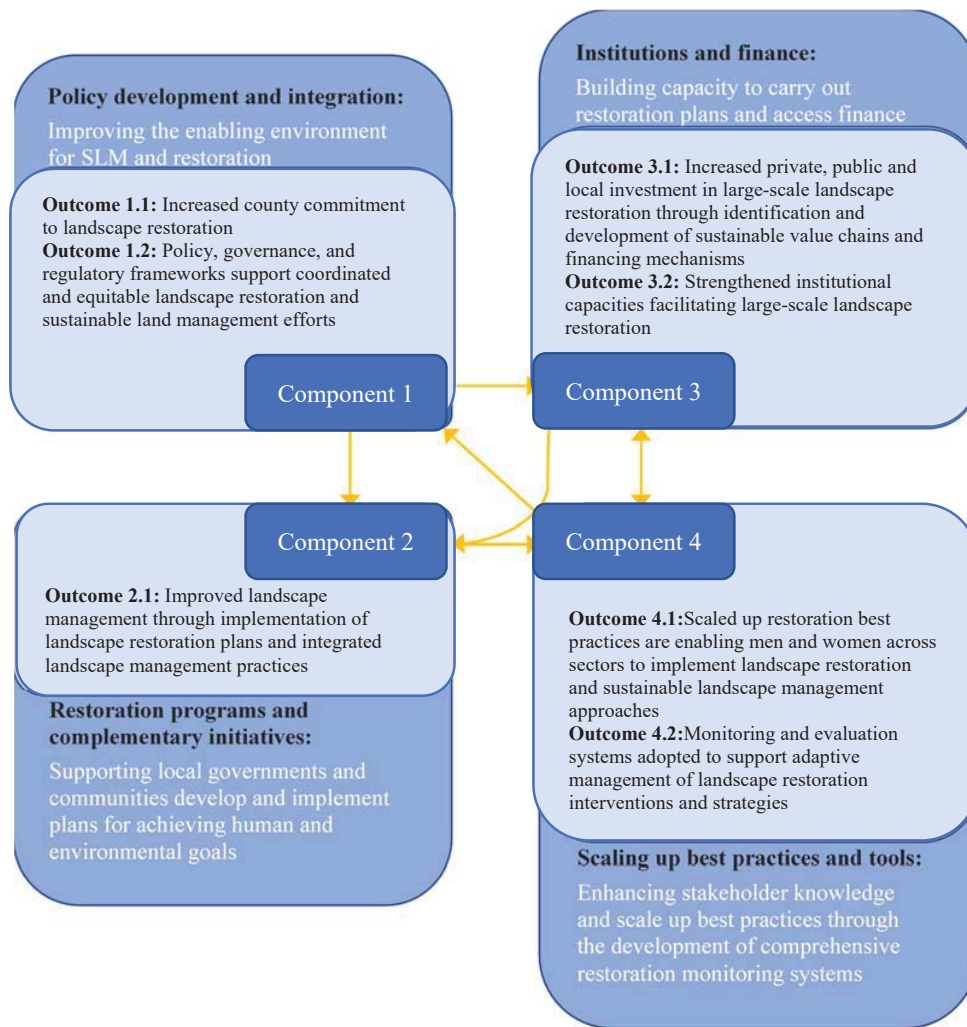 Policy development and integration:
Improving the enabling environment
for SLM and restoration
Outcome 1.1: Increased county commitment
to landscape restoration
Outcome 1.2: Policy, governance, and
regulatory frameworks support coordinated
and equitable landscape restoration and
sustainable land management efforts
Component 1
Institutions and finance:
Building capacity to carry out
restoration plans and access finance
Outcome 3.1: Increased private, public and
local investment in large-scale landscape
restoration through identification and
development of sustainable value chains and
financing mechanisms
Outcome 3.2: Strengthened institutional
capacities facilitating large-scale landscape
restoration
Component 3
Component 2
Outcome 2.1: Improved landscape
management through implementation of
landscape restoration plans and integrated
landscape management practices
Restoration programs and
complementary initiatives:
Supporting local governments and
communities develop and implement
plans for achieving human and
environmental goals
Component 4
Outcome 4.1:Scaled up restoration best
practices are enabling men and women across
sectors to implement landscape restoration
and sustainable landscape management
approaches
Outcome 4.2:Monitoring and evaluation
systems adopted to support adaptive
management of landscape restoration
interventions and strategies
Scaling up best practices and tools:
Enhancing stakeholder knowledge
and scale up best practices through
the development of comprehensive
restoration monitoring systems